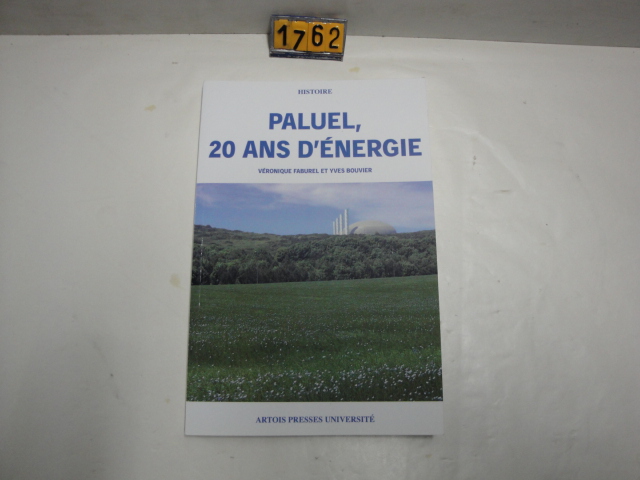 1762
HISTOIRE
PALUEL,
20 ANS D'ÉNERGIE
VÉRONIQUE FABUREL ET YVES BOUVIER
ARTOIS PRESSES UNIVERSITÉ